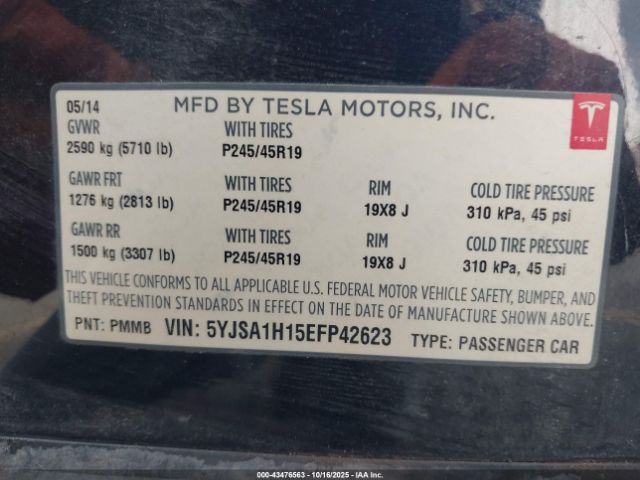 05/14 MFD BY TESLA MOTORS, INC.
GVWR WITH TIRES
2590 kg (5710 lb) P245/45R19
TESLA
GAWR FRT WITH TIRES RIM COLD TIRE PRESSURE
1276 kg (2813 lb) P245/45R19 19X8 J 310 kPa, 45 psi
GAWR RR WITH TIRES RIM COLD TIRE PRESSURE
1500 kg (3307 lb) P245/45R19 19X8 J 310 kPa, 45 psi
THIS VEHICLE CONFORMS TO ALL APPLICABLE U.S. FEDERAL MOTOR VEHICLE SAFETY, BUMPER, AND
THEFT PREVENTION STANDARDS IN EFFECT ON THE DATE OF MANUFACTURE SHOWN ABOVE.
PNT: PMMB VIN: 5YJSA1H15EFP42623 TYPE: PASSENGER CAR
000-43476563 - 10/16/2025 - IAA Inc.